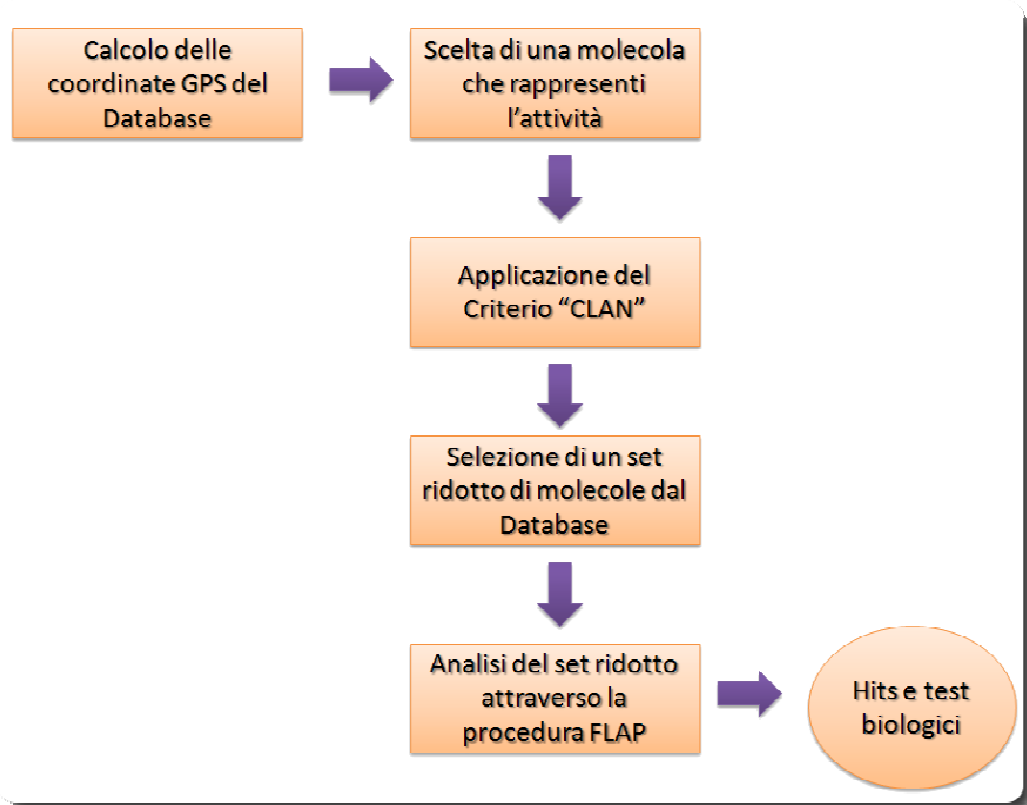 Calcolo delle
coordinate GPS del
Database
Scelta di una molecola
che rappresenti
l’attività
Applicazione del
Criterio “CLAN”
Selezione di un set
ridotto di molecole dal
Database
Analisi del set ridotto
attraverso la
procedura FLAP
Hits e test
biologici